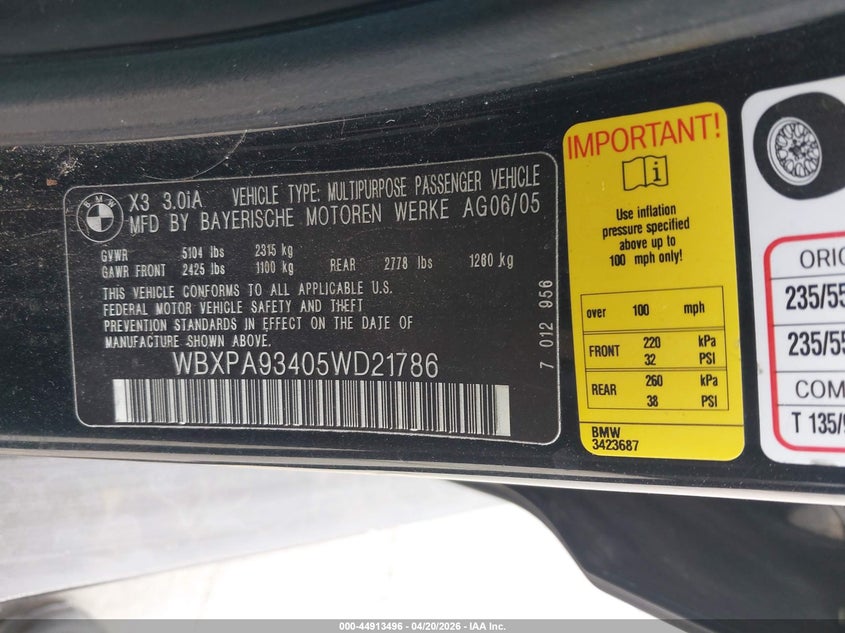 BMW
X3 3.0iA VEHICLE TYPE: MULTIPURPOSE PASSENGER VEHICLE
MFD BY BAYERISCHE MOTOREN WERKE AG06/05
GVWR 5104 lbs 2315 kg
GAWR FRONT 2425 lbs 1100 kg REAR 2778 lbs 1260 kg
THIS VEHICLE CONFORMS TO ALL APPLICABLE U.S.
FEDERAL MOTOR VEHICLE SAFETY AND THEFT
PREVENTION STANDARDS IN EFFECT ON THE DATE OF
MANUFACTURE SHOWN ABOVE.
WBXPA93405WD21786
7 012 956
IMPORTANT!
i
Use inflation
pressure specified
above up to
100 mph only!
over 100 mph
FRONT 220 kPa
32 PSI
REAR 260 kPa
38 PSI
BMW
3423687
ORIG
235/55
235/55
COM
T 135/9
000-44913496 - 04/20/2026 - IAA Inc.